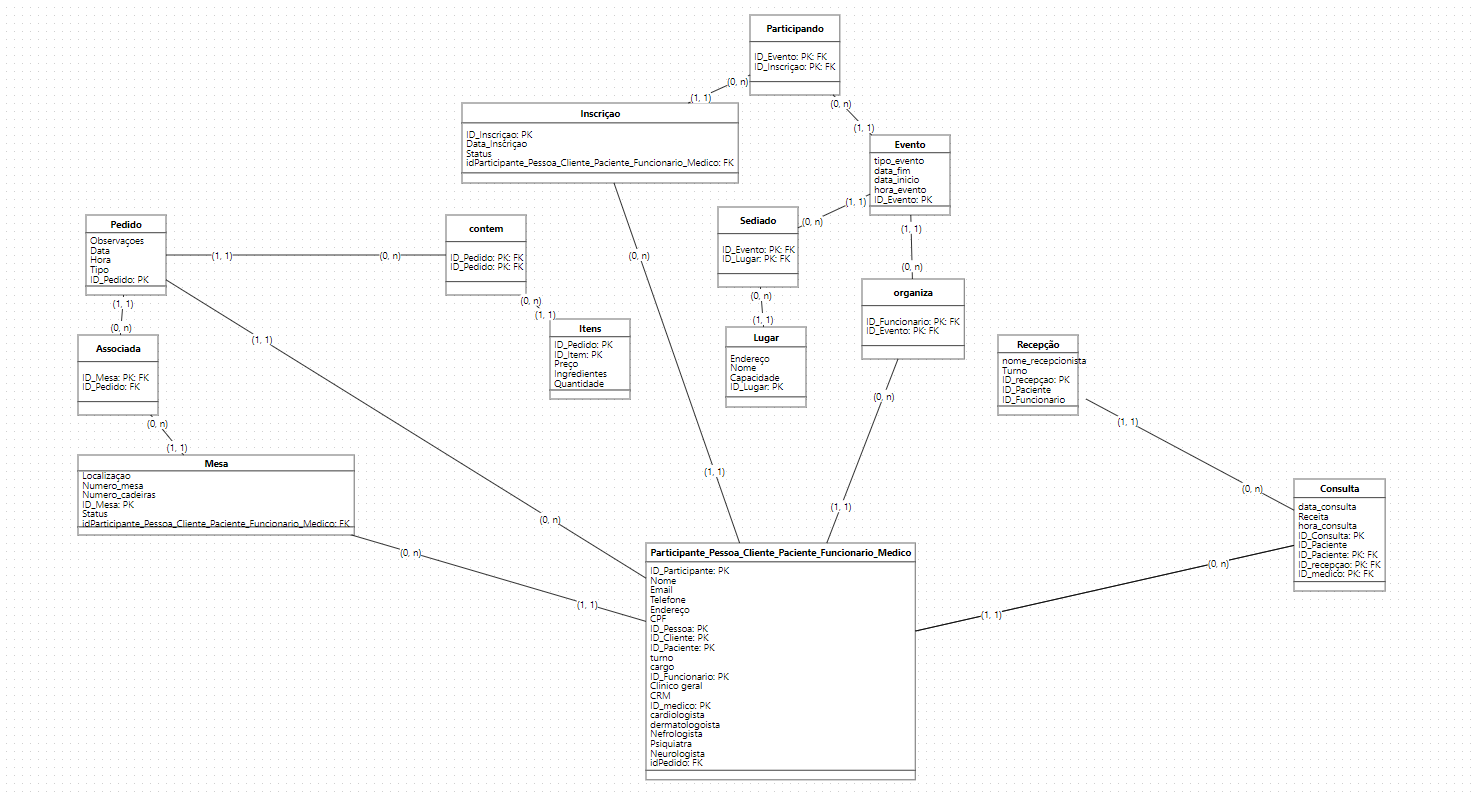 Participando
ID_Evento: PK: FK
ID_Inscriçao: PK: FK
(0, n)
(1, 1)
(0, n)
(1, 1)
Inscriçao
ID_Inscriçao: PK
Data_Inscriçao
Status
idParticipante_Pessoa_Cliente_Paciente_Funcionario_Medico: FK
Evento
tipo_evento
data_fim
data_inicio
hora_evento
ID_Evento: PK
(1, 1)
(0, n)
(1, 1)
(0, n)
Sediado
ID_Evento: PK: FK
ID_Lugar: PK: FK
(0, n)
(1, 1)
Pedido
Observaçoes
Data
Hora
Tipo
ID_Pedido: PK
(1, 1)
(0, n)
contem
ID_Pedido: PK: FK
ID_Pedido: PK: FK
(0, n)
(1, 1)
(0, n)
organiza
ID_Funcionario: PK: FK
ID_Evento: PK: FK
(1, 1)
(0, n)
Associada
ID_Mesa: PK: FK
ID_Pedido: FK
(0, n)
(1, 1)
(1, 1)
Itens
ID_Pedido: PK
ID_Item: PK
Preço
Ingredientes
Quantidade
Lugar
Endereço
Nome
Capacidade
ID_Lugar: PK
Recepção
nome_recepcionista
Turno
ID_recepçao: PK
ID_Paciente
ID_Funcionario
(0, n)
(1, 1)
(1, 1)
(0, n)
Mesa
Localizaçao
Numero_mesa
Numero_cadeiras
ID_Mesa: PK
Status
idParticipante_Pessoa_Cliente_Paciente_Funcionario_Medico: FK
(1, 1)
(0, n)
(0, n)
(1, 1)
Consulta
data_consulta
Receita
hora_consulta
ID_Consulta: PK
ID_Paciente
ID_Paciente: PK: FK
ID_recepçao: PK: FK
ID_medico: PK: FK
(0, n)
(1, 1)
Participante_Pessoa_Cliente_Paciente_Funcionario_Medico
ID_Participante: PK
Nome
Email
Telefone
Endereço
CPF
ID_Pessoa: PK
ID_Cliente: PK
ID_Paciente: PK
turno
cargo
ID_Funcionario: PK
Clinico geral
CRM
ID_medico: PK
cardiologista
dermatologoista
Nefrologista
Psiquiatra
Neurologista
idPedido: FK